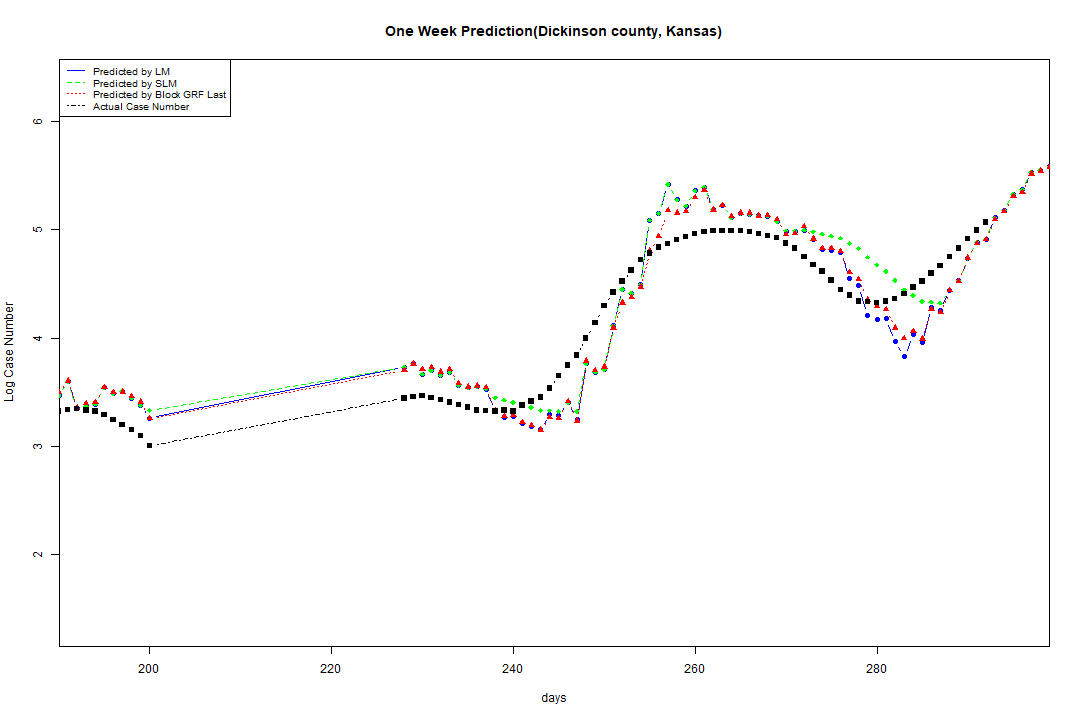 One Week Prediction(Dickinson county, Kansas)
Predicted by LM
Predicted by SLM
Predicted by Block GRF Last
Actual Case Number
Log Case Number
6
5
4
3
2
200
220
240
260
280
days